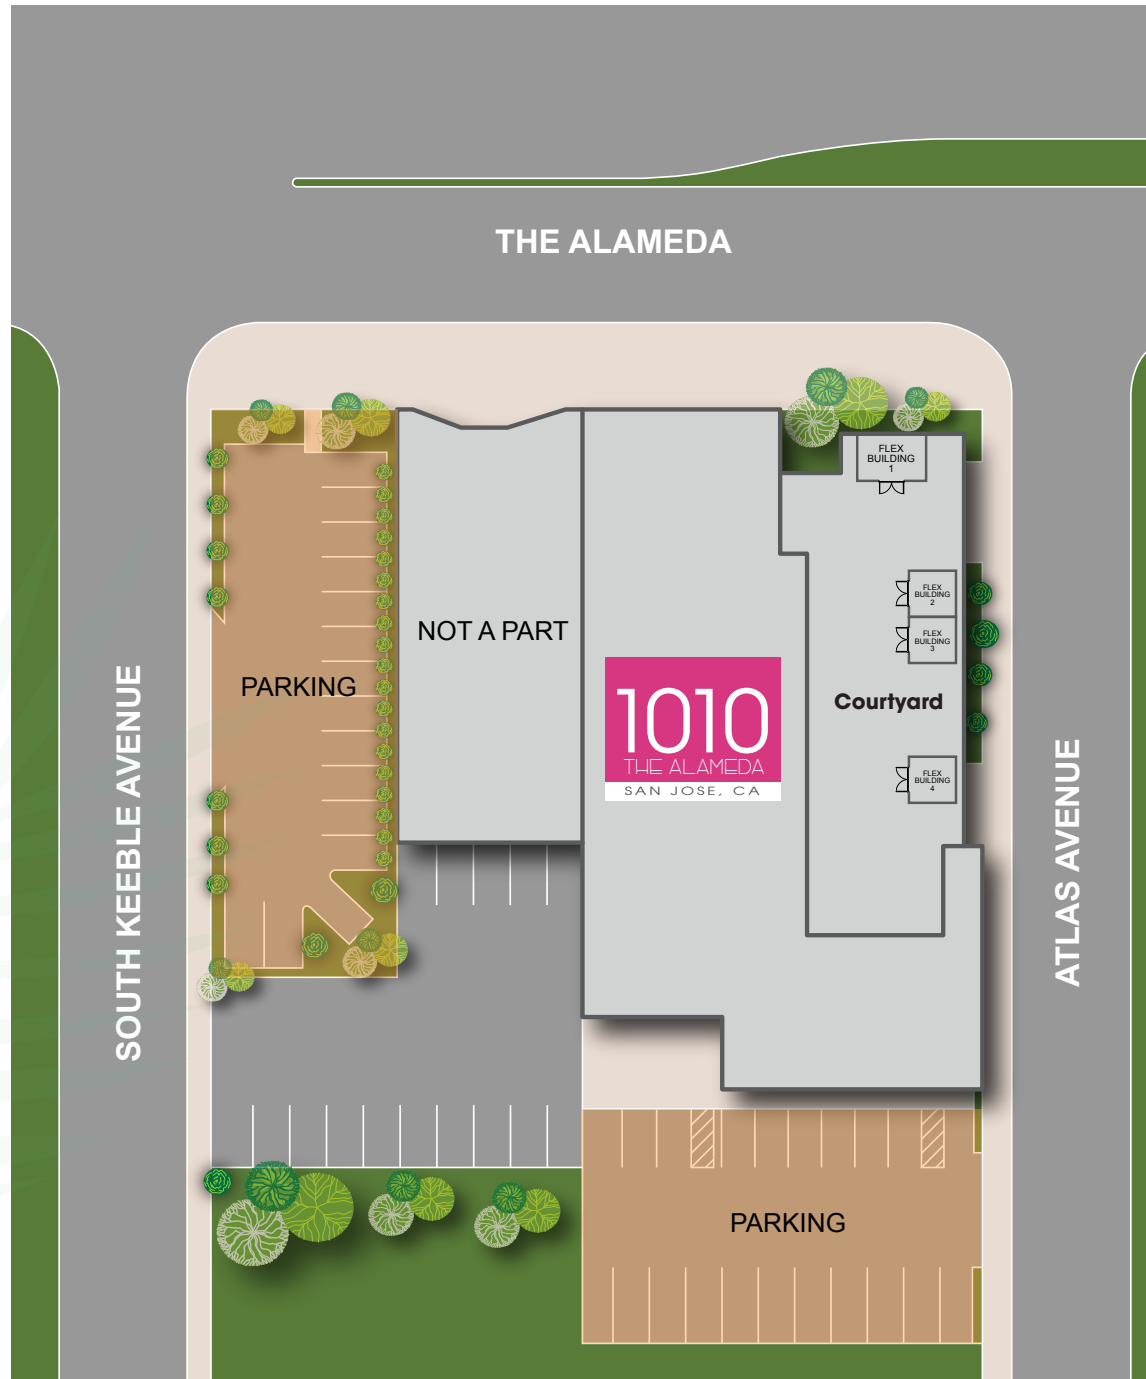 THE ALAMEDA
FLEX
BUILDING
1
FLEX
BUILDING
2
FLEX
BUILDING
3
NOT A PART
PARKING
Courtyard
1010
THE ALAMEDA
SAN JOSE, CA
FLEX
BUILDING
4
SOUTH KEEBLE AVENUE
ATLAS AVENUE
PARKING